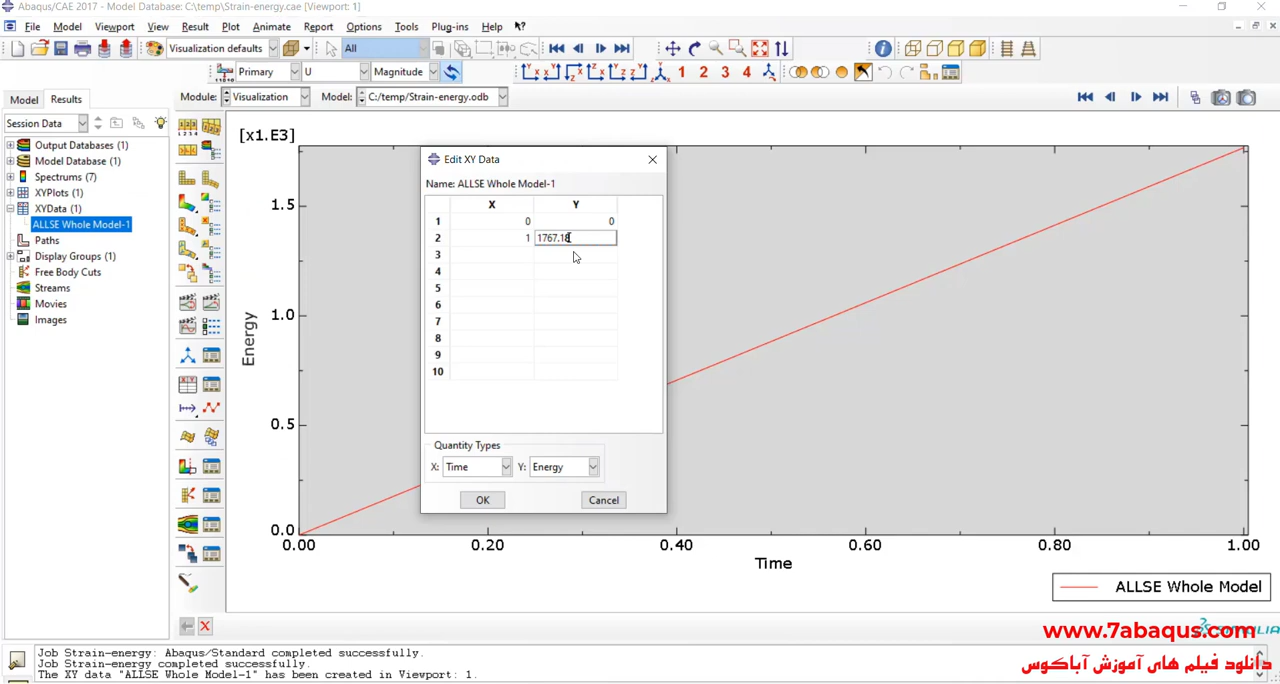 Abaqus/CAE 2017 - Model Database: C:\temp\Strain-energy.cae [Viewport: 1]
File Model Viewport View Result Plot Animate Report Options Tools Plug-ins Help
Visualization defaults All
Primary U Magnitude 1 2 3 4
Model Results Module: Visualization Model: C:/temp/Strain-energy.odb
Session Data
Output Databases (1)
Model Database (1)
Spectrums (7)
XYPlots (1)
XYData (1)
ALLSE Whole Model-1
Paths
Display Groups (1)
Free Body Cuts
Streams
Movies
Images
[x1.E3]
1.5
1.0
0.5
0.0
Energy
0.00 0.20 0.40 0.60 0.80 1.00
Time
ALLSE Whole Model
Edit XY Data
Name: ALLSE Whole Model-1
X Y
1 0 0
2 1 1767.18
3
4
5
6
7
8
9
10
Quantity Types
X: Time Y: Energy
OK Cancel
www.7abaqus.com
دانلود فیلم های آموزش آباکوس
Job Strain-energy: Abaqus/Standard completed successfully.
Job Strain-energy completed successfully.
The XY data "ALLSE Whole Model-1" has been created in Viewport: 1.